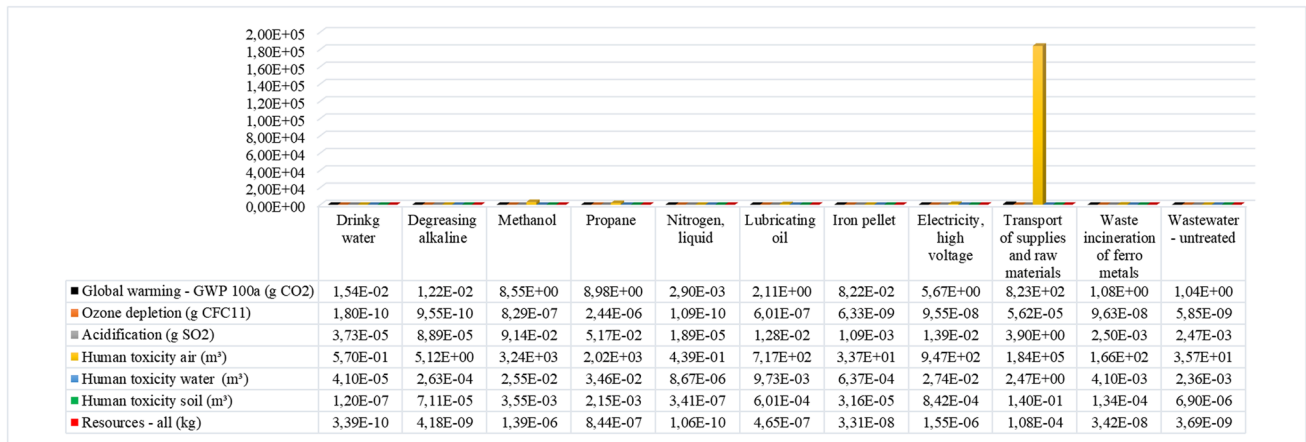 2,00E+05
1,80E+05
1,60E+05
1,40E+05
1,20E+05
1,00E+05
8,00E+04
6,00E+04
4,00E+04
2,00E+04
0,00E+00
Drinkg water
Degreasing alkaline
Methanol
Propane
Nitrogen, liquid
Lubricating oil
Iron pellet
Electricity, high voltage
Transport of supplies and raw materials
Waste incineration of ferro metals
Wastewater - untreated
Global warming - GWP 100a (g CO2) 1,54E-02 1,22E-02 8,55E+00 8,98E+00 2,90E-03 2,11E+00 8,22E-02 5,67E+00 8,23E+02 1,08E+00 1,04E+00
Ozone depletion (g CFC11) 1,80E-10 9,55E-10 8,29E-07 2,44E-06 1,09E-10 6,01E-07 6,33E-09 9,55E-08 5,62E-05 9,63E-08 5,85E-09
Acidification (g SO2) 3,73E-05 8,89E-05 9,14E-02 5,17E-02 1,89E-05 1,28E-02 1,09E-03 1,39E-02 3,90E+00 2,50E-03 2,47E-03
Human toxicity air (m³) 5,70E-01 5,12E+00 3,24E+03 2,02E+03 4,39E-01 7,17E+02 3,37E+01 9,47E+02 1,84E+05 1,66E+02 3,57E+01
Human toxicity water (m³) 4,10E-05 2,63E-04 2,55E-02 3,46E-02 8,67E-06 9,73E-03 6,37E-04 2,74E-02 2,47E+00 4,10E-03 2,36E-03
Human toxicity soil (m³) 1,20E-07 7,11E-05 3,55E-03 2,15E-03 3,41E-07 6,01E-04 3,16E-05 8,42E-04 1,40E-01 1,34E-04 6,90E-06
Resources - all (kg) 3,39E-10 4,18E-09 1,39E-06 8,44E-07 1,06E-10 4,65E-07 3,31E-08 1,55E-06 1,08E-04 3,42E-08 3,69E-09